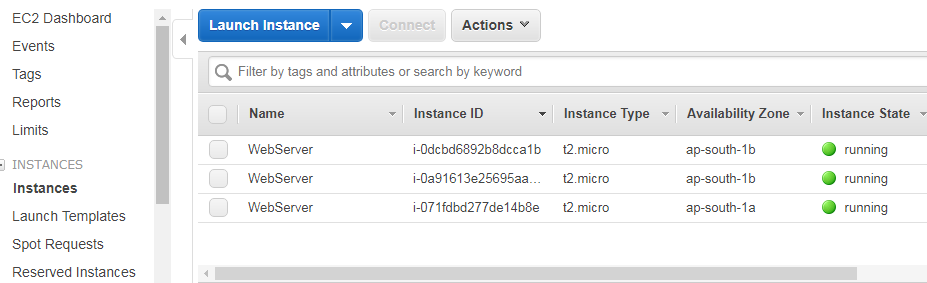 EC2 Dashboard
Events
Tags
Reports
Limits
INSTANCES
Instances
Launch Templates
Spot Requests
Reserved Instances
Launch Instance Connect Actions
Filter by tags and attributes or search by keyword
Name Instance ID Instance Type Availability Zone Instance State
WebServer i-0dcbd6892b8dcca1b t2.micro ap-south-1b running
WebServer i-0a91613e25695aa... t2.micro ap-south-1b running
WebServer i-071fdbd277de14b8e t2.micro ap-south-1a running